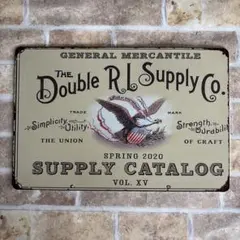 GENERAL MERCANTILE
THE Double RL Supply Co.
TRADE MARK
Simplicity Utility Strength Durability
THE UNION OF CRAFT
SPRING 2020
SUPPLY CATALOG
VOL. XV